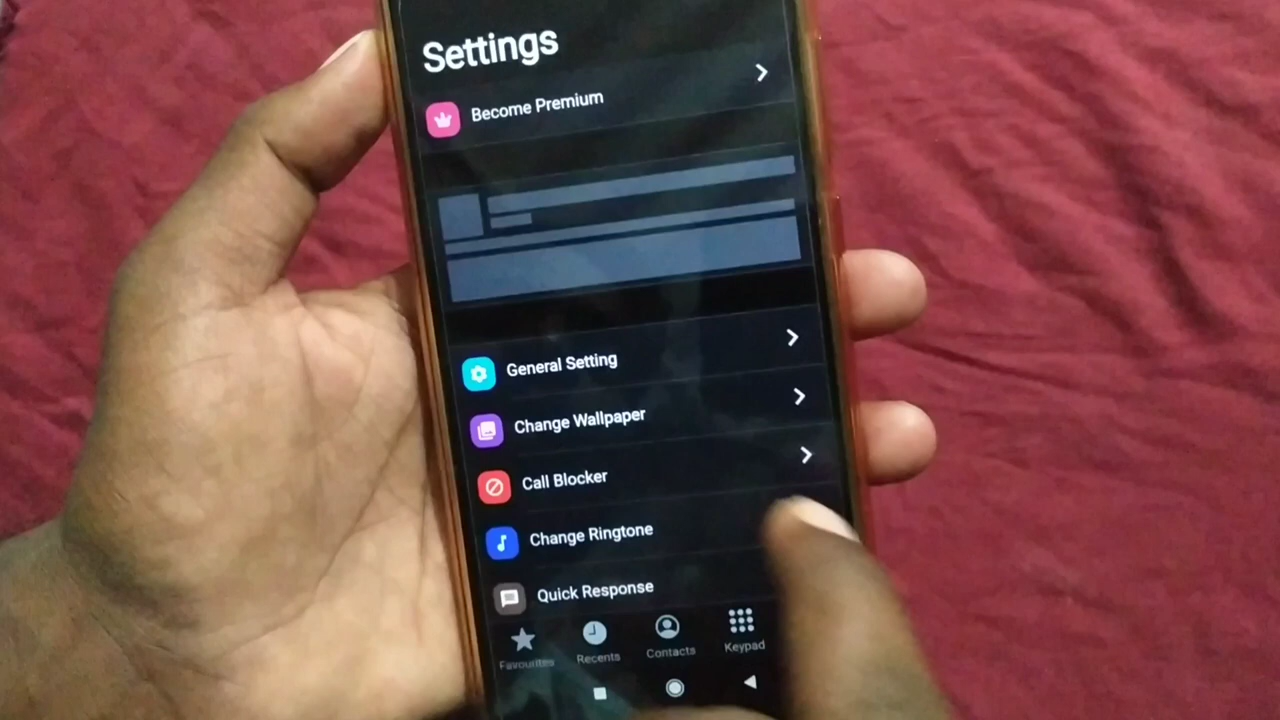 Settings
Become Premium
General Setting
Change Wallpaper
Call Blocker
Change Ringtone
Quick Response
Favourites
Recents
Contacts
Keypad